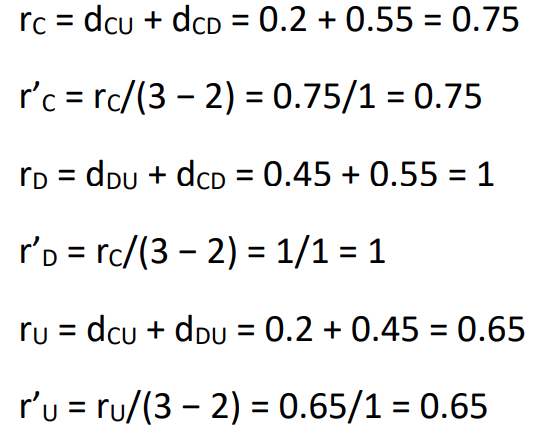 rC = dCU + dCD = 0.2 + 0.55 = 0.75
r’C = rC/(3 – 2) = 0.75/1 = 0.75
rD = dDU + dCD = 0.45 + 0.55 = 1
r’D = rC/(3 – 2) = 1/1 = 1
rU = dCU + dDU = 0.2 + 0.45 = 0.65
r’U = rU/(3 – 2) = 0.65/1 = 0.65